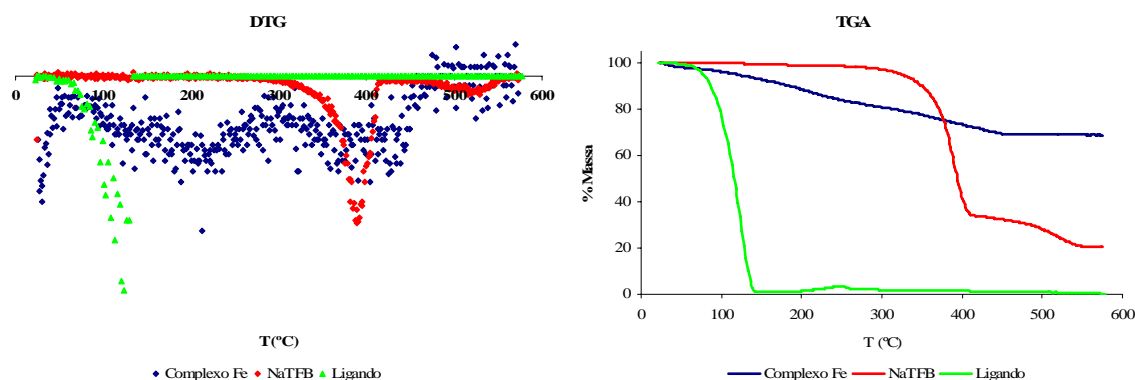 DTG
0 100 200 300 400 500 600
T(ºC)
Complexo Fe NaTFB Ligando
TGA
100
80
60
40
20
0
%Massa
0 100 200 300 400 500 600
T (ºC)
Complexo Fe NaTFB Ligando